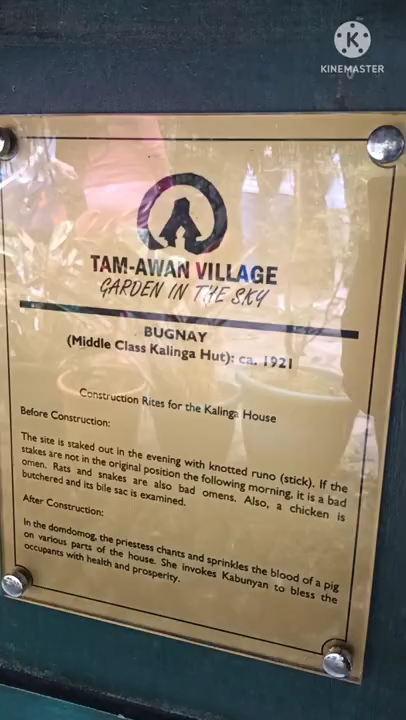 KINEMASTER
TAM-AWAN VILLAGE
GARDEN IN THE SKY
BUGNAY
(Middle Class Kalinga Hut): ca. 1921
Construction Rites for the Kalinga House
Before Construction:
The site is staked out in the evening with knotted runo (stick). If the
stakes are not in the original position the following morning, it is a bad
omen. Rats and snakes are also bad omens. Also, a chicken is
butchered and its bile sac is examined.
After Construction:
In the domdomog, the priestess chants and sprinkles the blood of a pig
on various parts of the house. She invokes Kabunyan to bless the
occupants with health and prosperity.